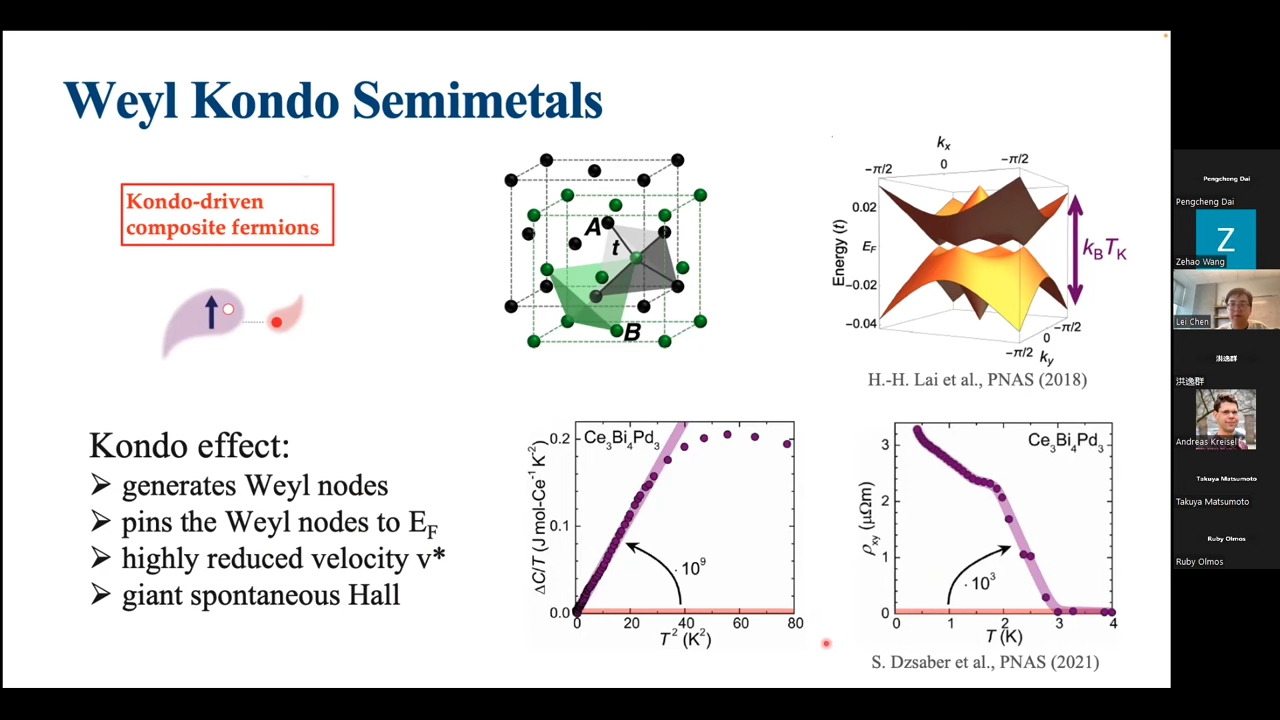 Weyl Kondo Semimetals
Kondo-driven
composite fermions
A
t
B
k_x
−π/2
0
−π/2
0.02
E_F
−0.02
−0.04
Energy (t)
k_BT_K
−π/2
0
−π/2
k_y
H.-H. Lai et al., PNAS (2018)
Kondo effect:
➢ generates Weyl nodes
➢ pins the Weyl nodes to E_F
➢ highly reduced velocity v*
➢ giant spontaneous Hall
Ce₃Bi₄Pd₃
ΔC/T (J mol-Ce⁻¹ K⁻²)
0.2
0.1
0.0
· 10⁹
0
20
40
60
80
T² (K²)
Ce₃Bi₄Pd₃
ρ_xy (μΩm)
3
2
1
0
· 10³
0
1
2
3
4
T (K)
S. Dzsaber et al., PNAS (2021)
Pengcheng Dai
Pengcheng Dai
Z
Zehao Wang
Lei Chen
洪逸群
洪逸群
Andreas Kreisel
Takuya Matsumoto
Takuya Matsumoto
Ruby Olmos
Ruby Olmos